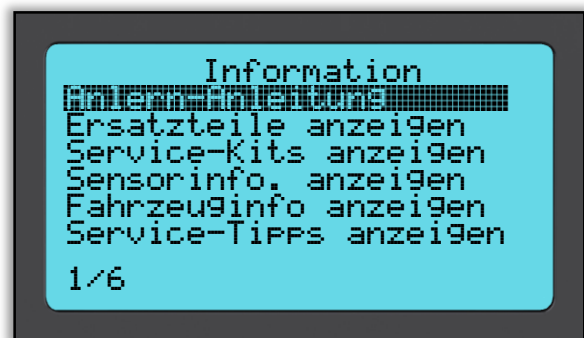 Information
Anlern-Anleitung
Ersatzteile anzeigen
Service-Kits anzeigen
Sensorinfo. anzeigen
Fahrzeuginfo anzeigen
Service-Tipps anzeigen
1/6